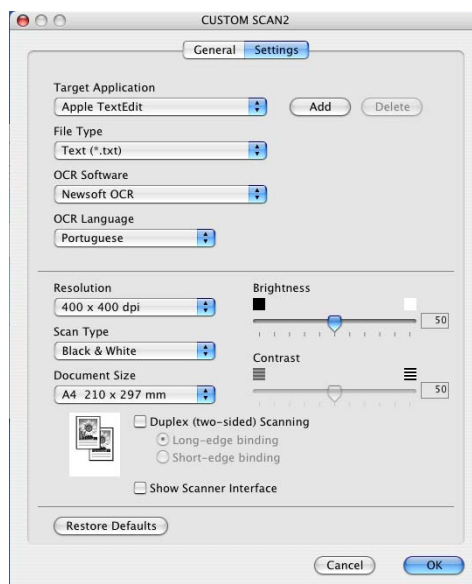 CUSTOM SCAN2
General Settings
Target Application
Apple TextEdit Add Delete
File Type
Text (*.txt)
OCR Software
Newsoft OCR
OCR Language
Portuguese
Resolution
400 x 400 dpi
Scan Type
Black & White
Document Size
A4 210 x 297 mm
Brightness
50
Contrast
50
Duplex (two-sided) Scanning
Long-edge binding
Short-edge binding
Show Scanner Interface
Restore Defaults
Cancel OK